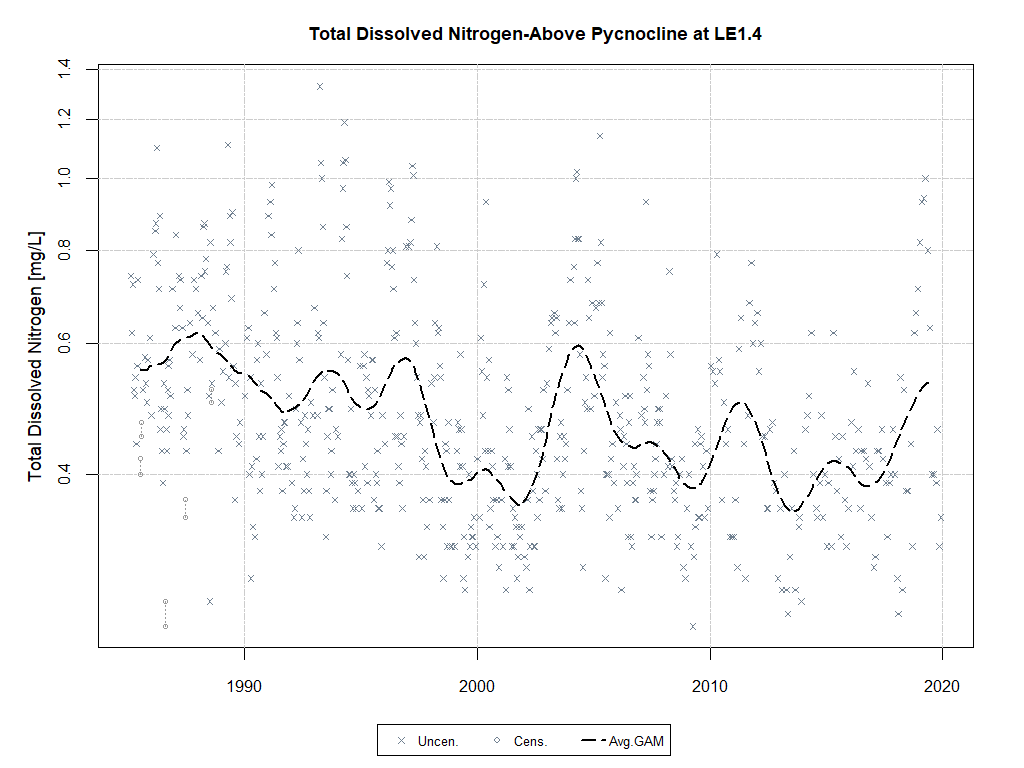 Total Dissolved Nitrogen-Above Pycnocline at LE1.4
Total Dissolved Nitrogen [mg/L]
1.4
1.2
1.0
0.8
0.6
0.4
1990 2000 2010 2020
Uncen. Cens. Avg.GAM